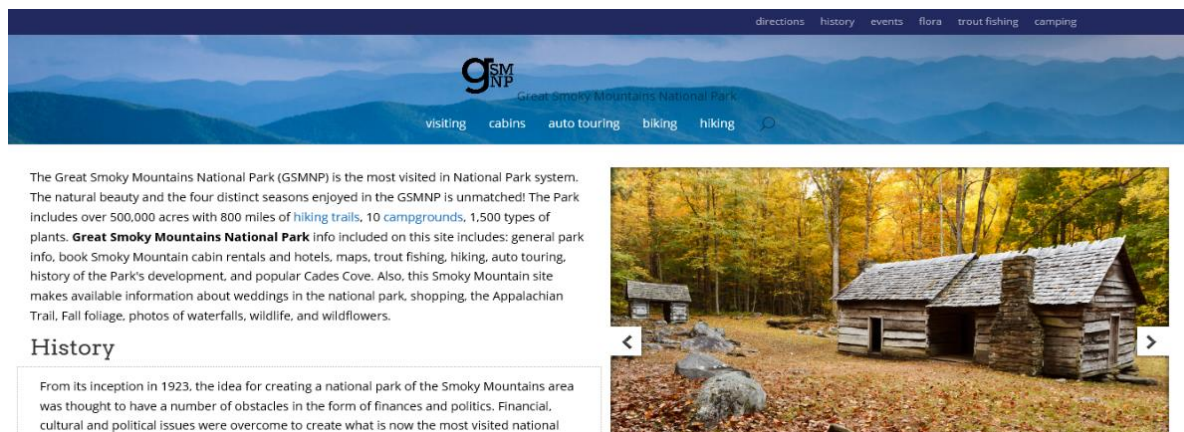 directions history events flora trout fishing camping
gSM
NP
Great Smoky Mountains National Park
visiting cabins auto touring biking hiking
The Great Smoky Mountains National Park (GSMNP) is the most visited in National Park system.
The natural beauty and the four distinct seasons enjoyed in the GSMNP is unmatched! The Park
includes over 500,000 acres with 800 miles of hiking trails, 10 campgrounds, 1,500 types of
plants. Great Smoky Mountains National Park info included on this site includes: general park
info, book Smoky Mountain cabin rentals and hotels, maps, trout fishing, hiking, auto touring,
history of the Park's development, and popular Cades Cove. Also, this Smoky Mountain site
makes available information about weddings in the national park, shopping, the Appalachian
Trail, Fall foliage, photos of waterfalls, wildlife, and wildflowers.
History
From its inception in 1923, the idea for creating a national park of the Smoky Mountains area
was thought to have a number of obstacles in the form of finances and politics. Financial,
cultural and political issues were overcome to create what is now the most visited national